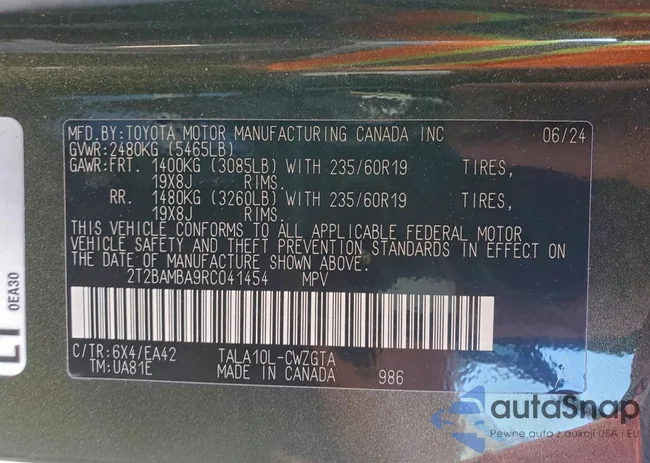 MFD.BY:TOYOTA MOTOR MANUFACTURING CANADA INC 06/24
GVWR:2480KG (5465LB)
GAWR:FRT. 1400KG (3085LB) WITH 235/60R19 TIRES,
19X8J RIMS.
RR. 1480KG (3260LB) WITH 235/60R19 TIRES,
19X8J RIMS.
THIS VEHICLE CONFORMS TO ALL APPLICABLE FEDERAL MOTOR
VEHICLE SAFETY AND THEFT PREVENTION STANDARDS IN EFFECT ON
THE DATE OF MANUFACTURE SHOWN ABOVE.
2T2BAMBA9RC041454 MPV
C/TR:6X4/EA42 TALA10L-CWZGTA
TM:UA81E MADE IN CANADA 986
0EA30
autaSnap
Pewne auta z aukcji USA i EU